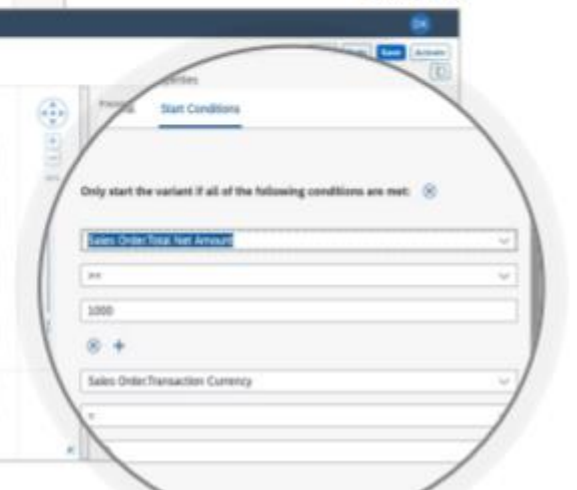 Save
Start Conditions
Only start the variant if all of the following conditions are met:
Sales Order.Total Net Amount
1000
Sales Order.Transaction Currency
=